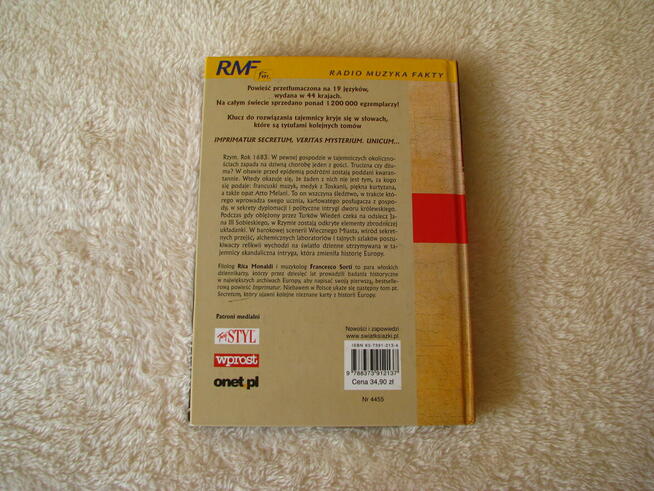 RMF fm
RADIO MUZYKA FAKTY
Powieść przetłumaczona na 19 języków,
wydana w 44 krajach.
Na całym świecie sprzedano ponad 1 200 000 egzemplarzy!
Klucz do rozwiązania tajemnicy kryje się w słowach,
które są tytułami kolejnych tomów
IMPRIMATUR SECRETUM, VERITAS MYSTERIUM. UNICUM...
Rzym. Rok 1683. W pewnej gospodzie w tajemniczych okoliczno-
ściach zapada na dziwną chorobę jeden z gości. Trucizna czy dżu-
ma? W obawie przed epidemią podróżni zostają poddani kwaran-
tannie. Wtedy okazuje się, że żaden z nich nie jest tym, za kogo
się podaje: francuski muzyk, medyk z Toskanii, piękna kurtyzana,
a także opat Atto Melani. To on wszczyna śledztwo, w trakcie któ-
rego wprowadza swego ucznia, karłowatego posługacza z gospo-
dy, w sekrety dyplomacji i polityczne intrygi dworu królewskiego.
Podczas gdy oblężony przez Turków Wiedeń czeka na odsiecz Ja-
na III Sobieskiego, w Rzymie zostają odkryte elementy zbrodniczej
układanki. W barokowej scenerii Wiecznego Miasta, wśród sekret-
nych przejść, alchemicznych laboratoriów i tajnych szlaków poszu-
kiwaczy relikwii wychodzi na światło dzienne utrzymywana w ta-
jemnicy skandaliczna intryga, która zmieniła historię Europy.
Filolog Rita Monaldi i muzykolog Francesco Sorti to para włoskich
dziennikarzy, którzy przez dziesięć lat prowadzili badania historyczne
w największych archiwach Europy, aby napisać swoją pierwszą, bestselle-
rową powieść Imprimatur. Niebawem w Polsce ukaże się następny tom pt.
Secretum, który ujawni kolejne nieznane karty z historii Europy.
Patroni medialni
Twój STYL
wprost
onet.pl
Nowości i zapowiedzi
www.swiatksiazki.pl
ISBN 83-7391-213-4
9 788373 912137
Cena 34,90 zł
Nr 4455